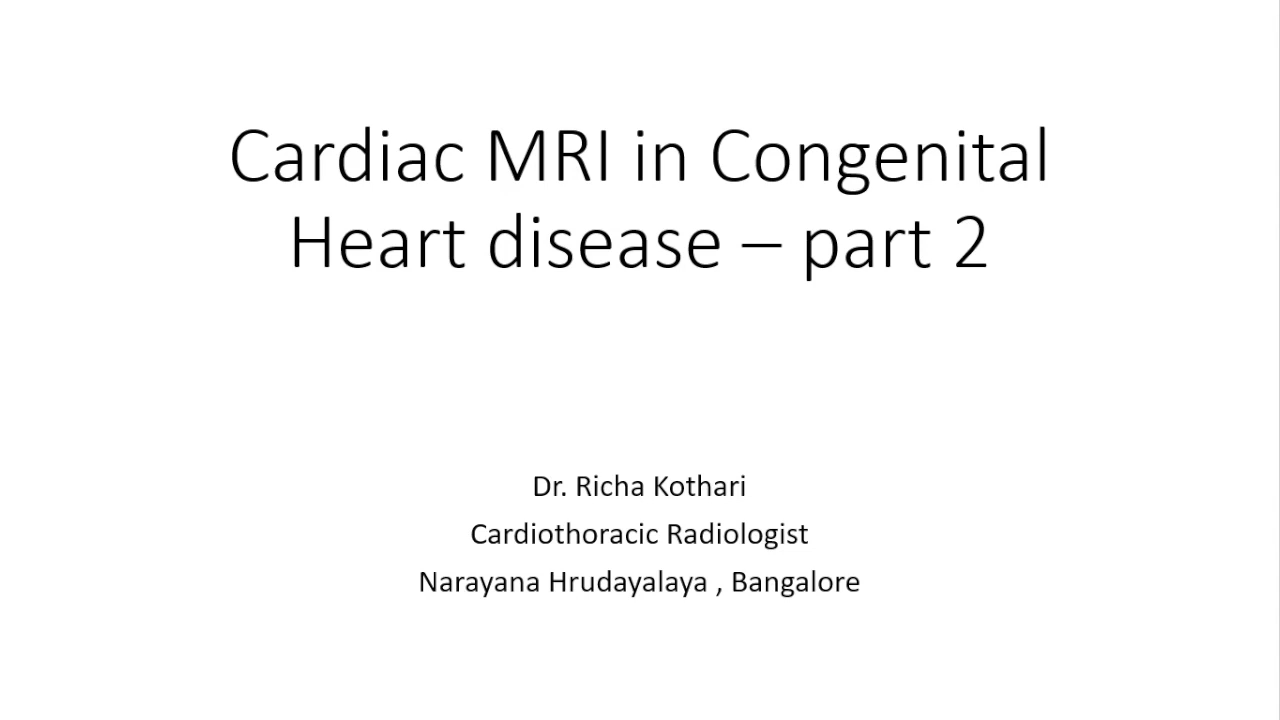 Cardiac MRI in Congenital
Heart disease – part 2
Dr. Richa Kothari
Cardiothoracic Radiologist
Narayana Hrudayalaya , Bangalore